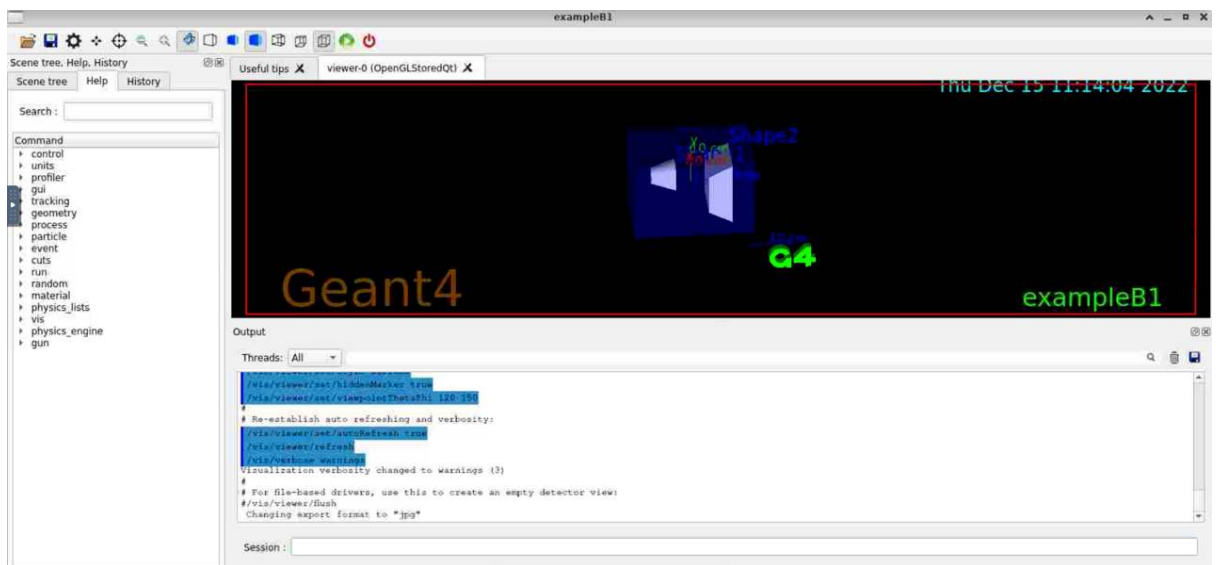 exampleB1
Scene tree, Help, History
Scene tree Help History
Search :
Command
control
units
profiler
gui
tracking
geometry
process
particle
event
cuts
run
random
material
physics_lists
vis
physics_engine
gun
Useful tips
viewer-0 (OpenGLStoredQt)
Thu Dec 15 11:14:04 2022
Shape2
G4
Geant4
exampleB1
Output
Threads: All
/vis/viewer/set/hiddenMarker true
/vis/viewer/set/viewpointThetaPhi 120 150
#
# Re-establish auto refreshing and verbosity:
/vis/viewer/set/autoRefresh true
/vis/viewer/refresh
/vis/verbose warnings
Visualization verbosity changed to warnings (3)
#
# For file-based drivers, use this to create an empty detector view:
#/vis/viewer/flush
Changing export format to "jpg"
Session :